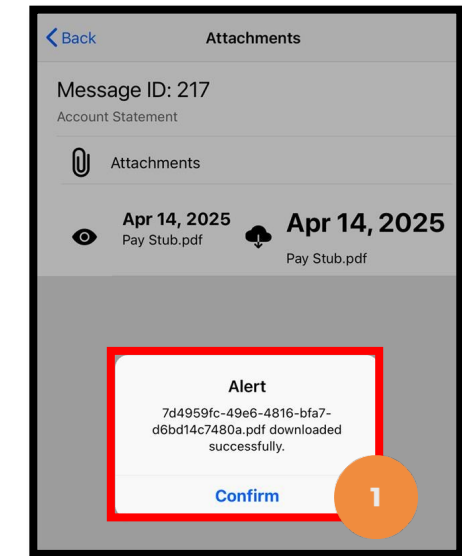 Back
Attachments
Message ID: 217
Account Statement
Attachments
Apr 14, 2025
Pay Stub.pdf
Apr 14, 2025
Pay Stub.pdf
Alert
7d4959fc-49e6-4816-bfa7-
d6bd14c7480a.pdf downloaded
successfully.
Confirm
1